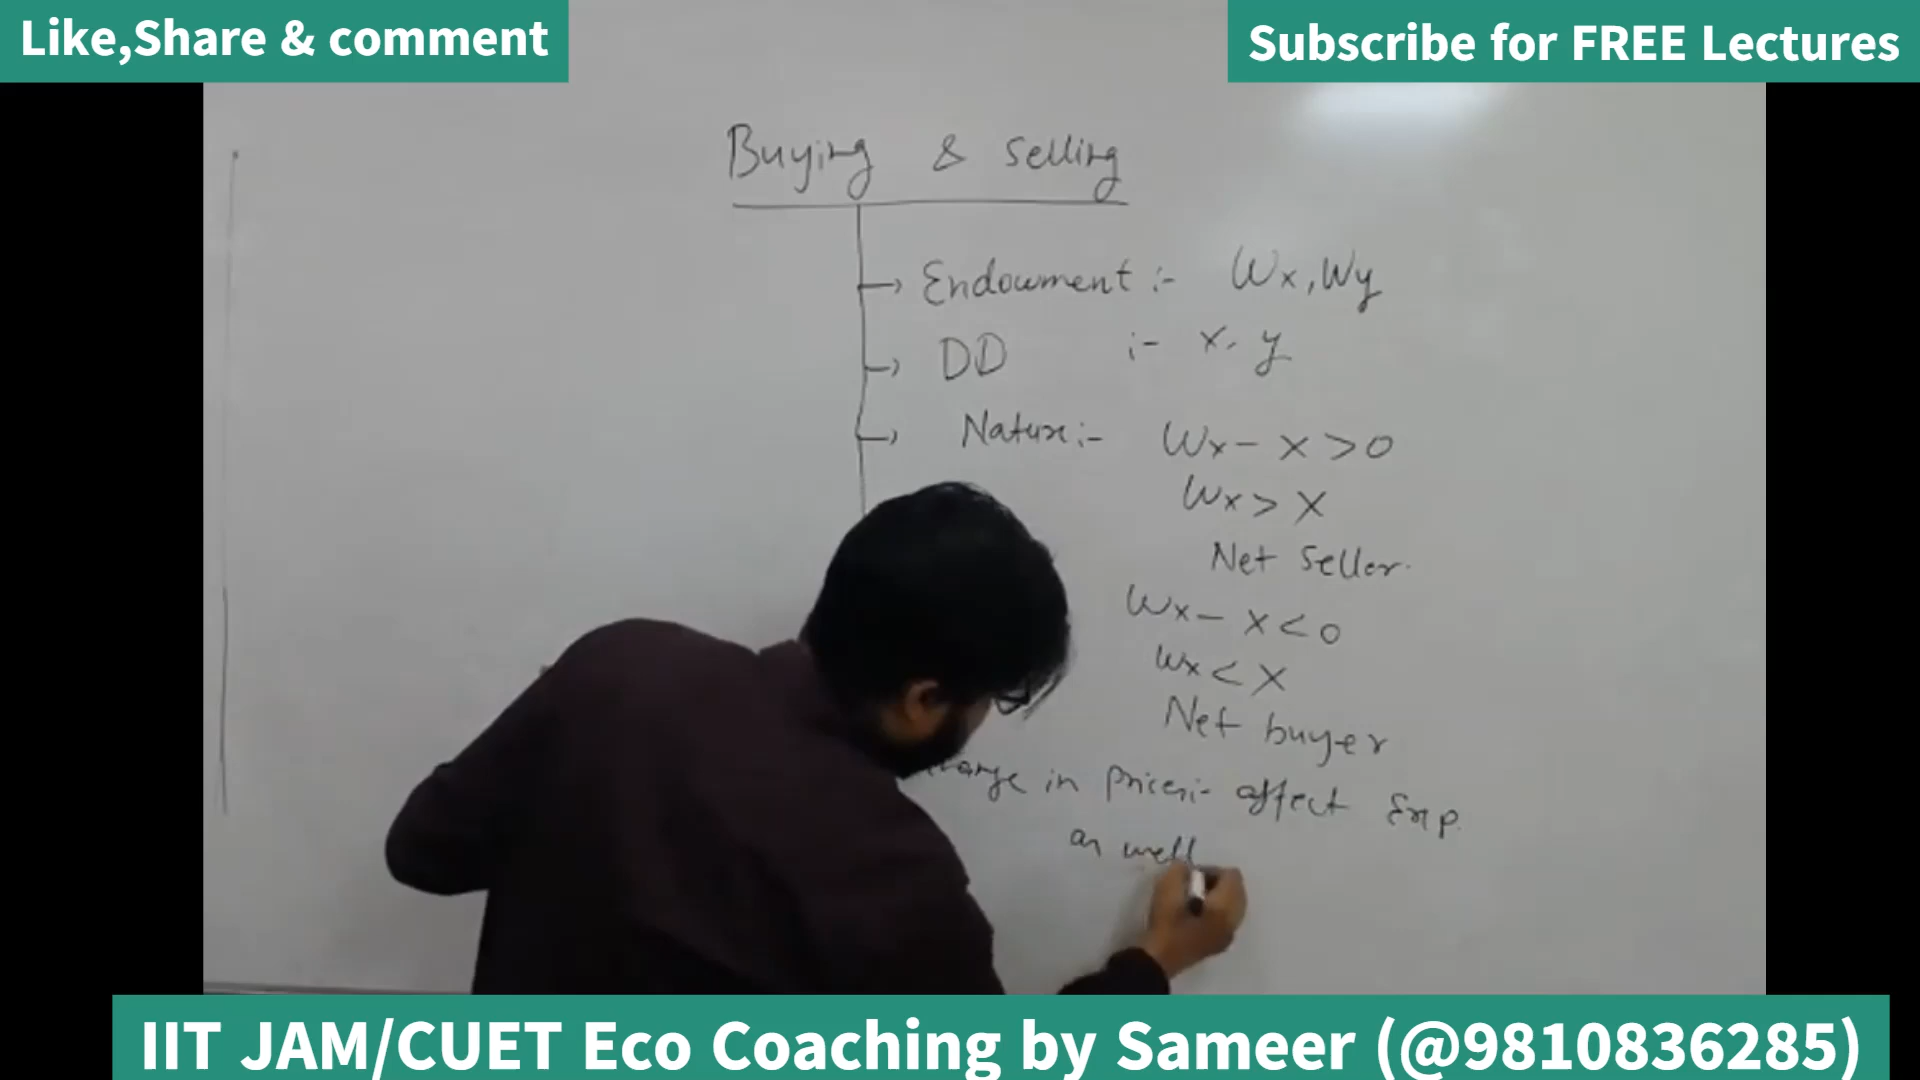 Like,Share & comment
Subscribe for FREE Lectures
Buying & Selling
→ Endowment :- Wx, Wy
→ DD :- x, y
→ Nature :- Wx - x > 0
Wx > X
Net Seller.
Wx - x < 0
Wx < X
Net buyer
in Prices :- affect Exp.
as well
IIT JAM/CUET Eco Coaching by Sameer (@9810836285)